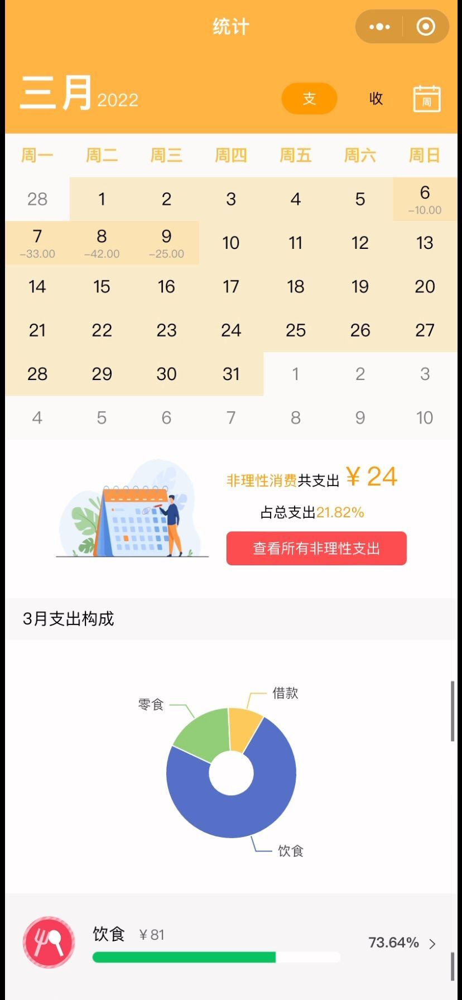 统计
三月 2022 支 收 周
周一 周二 周三 周四 周五 周六 周日
28 1 2 3 4 5 6
-10.00
7 8 9 10 11 12 13
-33.00 -42.00 -25.00
14 15 16 17 18 19 20
21 22 23 24 25 26 27
28 29 30 31 1 2 3
4 5 6 7 8 9 10
非理性消费共支出 ¥24
占总支出21.82%
查看所有非理性支出
3月支出构成
零食 借款
饮食
饮食 ¥81 73.64%